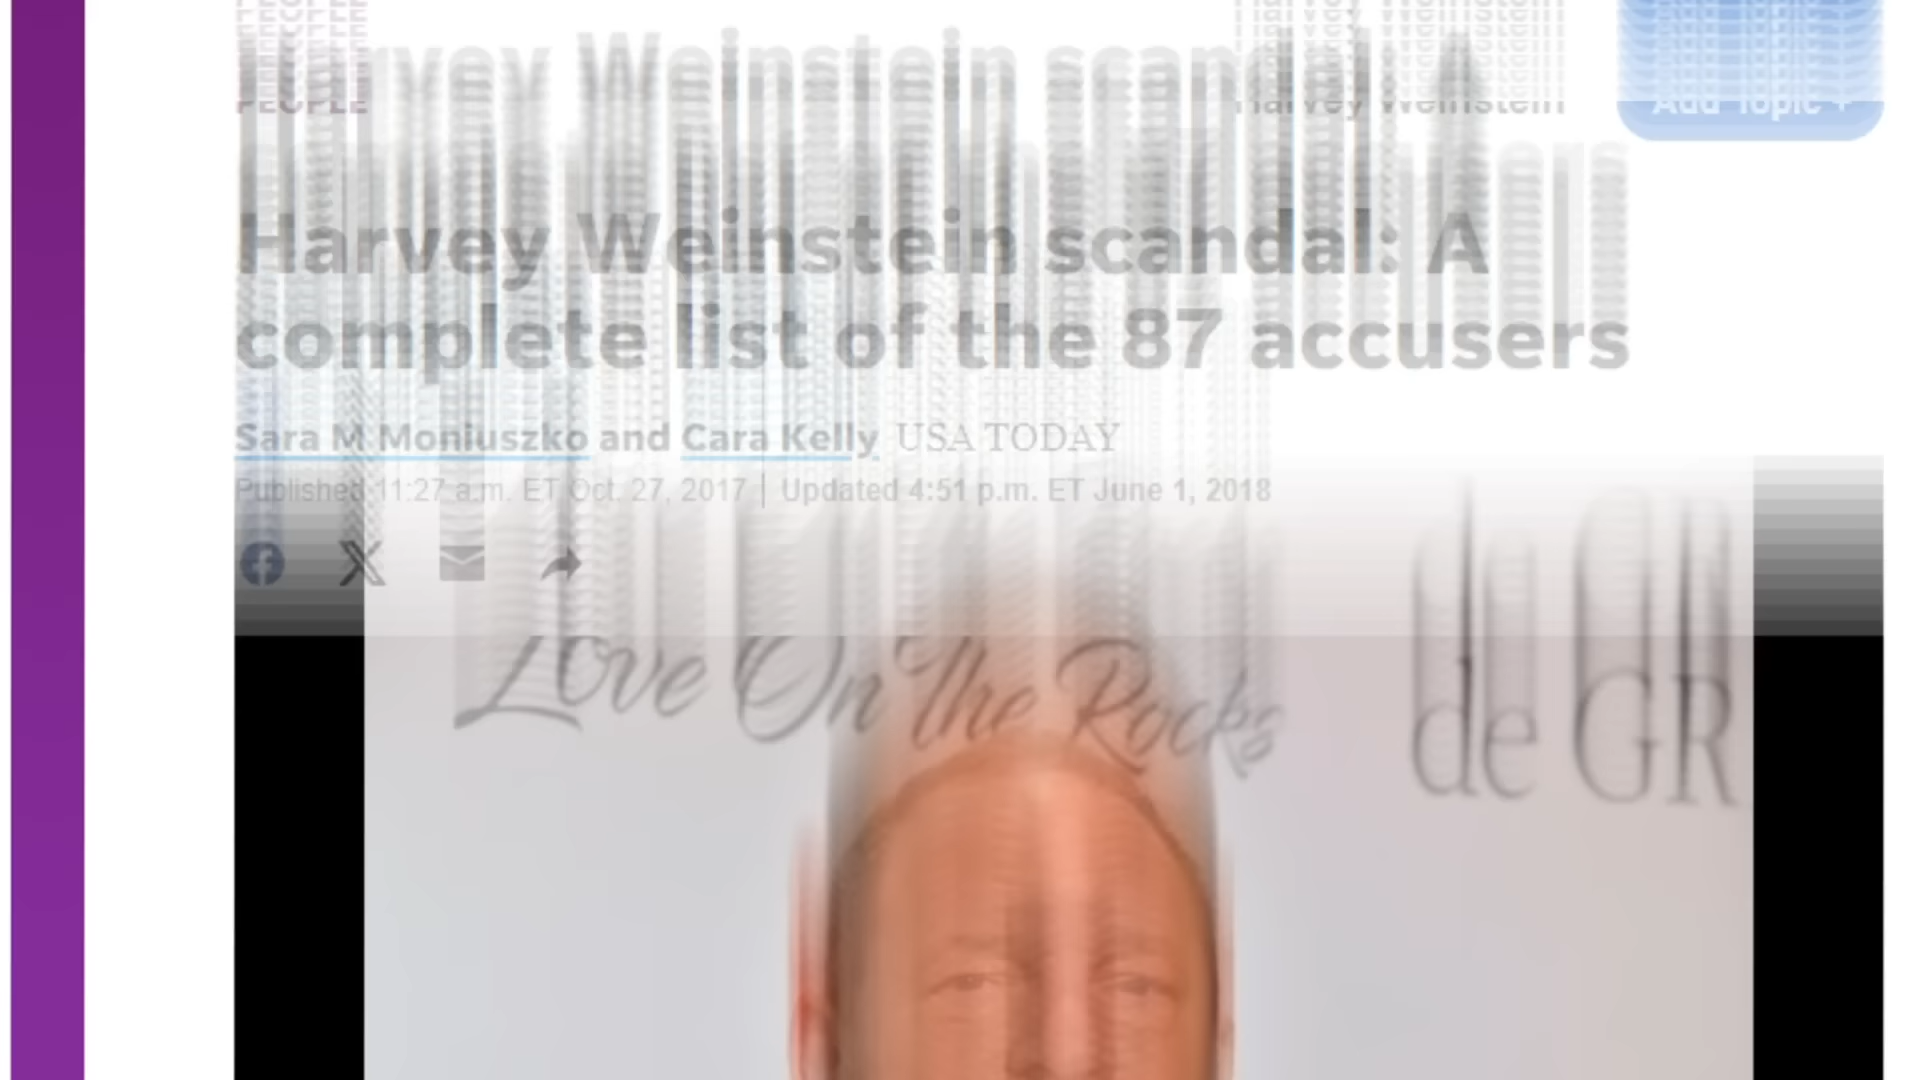 PEOPLE
Harvey Weinstein
Add Topic +
Harvey Weinstein scandal: A
complete list of the 87 accusers
Sara M Moniuszko and Cara Kelly USA TODAY
Published 11:27 a.m. ET Oct. 27, 2017 | Updated 4:51 p.m. ET June 1, 2018
Love On The Rocks
de GR